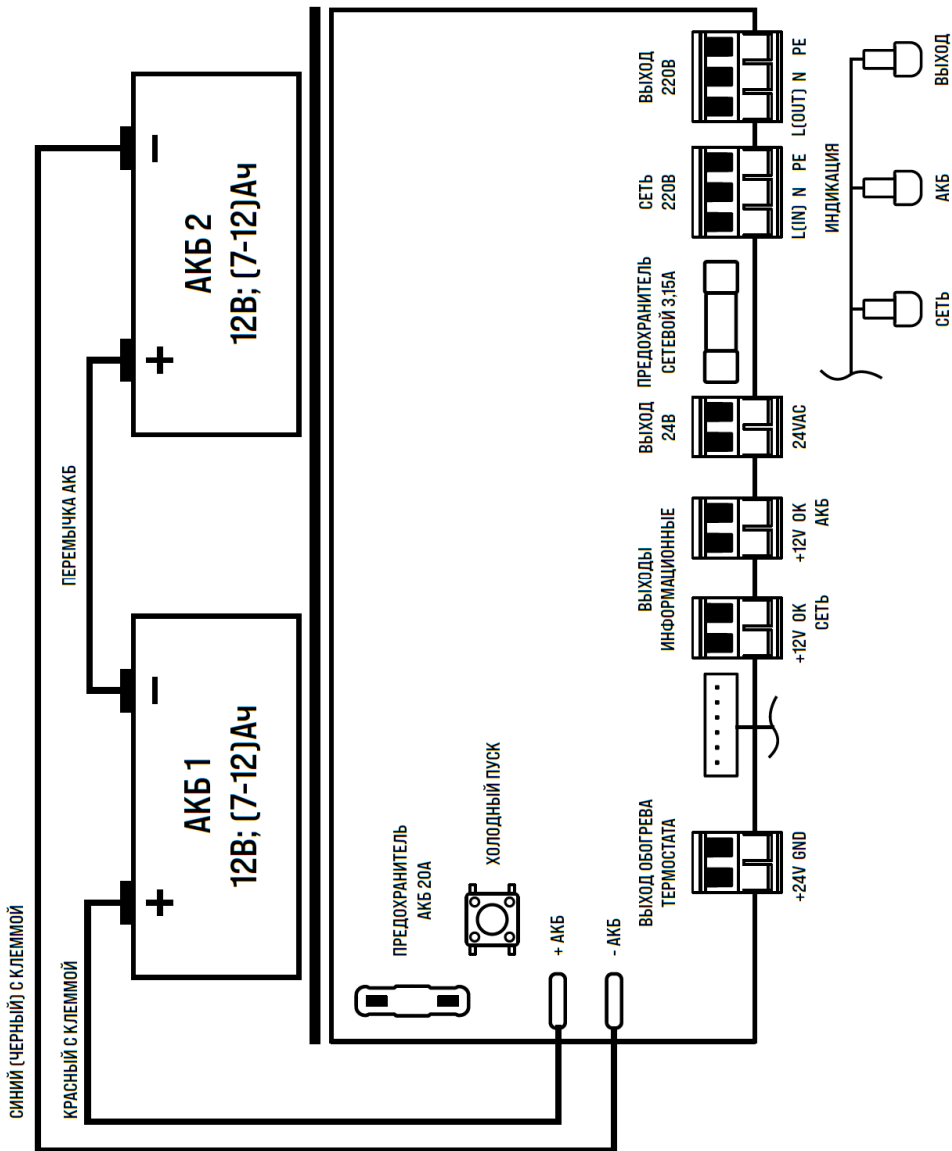 СИНИЙ (ЧЕРНЫЙ) С КЛЕММОЙ
КРАСНЫЙ С КЛЕММОЙ
ПЕРЕМЫЧКА АКБ
+
АКБ 1
12В; (7-12)Ач
−
+
АКБ 2
12В; (7-12)Ач
−
ПРЕДОХРАНИТЕЛЬ
АКБ 20А
ХОЛОДНЫЙ ПУСК
+ АКБ
- АКБ
ВЫХОД ОБОГРЕВА
ТЕРМОСТАТА
+24V GND
ВЫХОДЫ
ИНФОРМАЦИОННЫЕ
+12V OK
СЕТЬ
+12V OK
АКБ
ВЫХОД
24В
24VAC
ПРЕДОХРАНИТЕЛЬ
СЕТЕВОЙ 3,15А
СЕТЬ
220В
L(IN) N PE
ВЫХОД
220В
L(OUT) N PE
ИНДИКАЦИЯ
СЕТЬ
АКБ
ВЫХОД